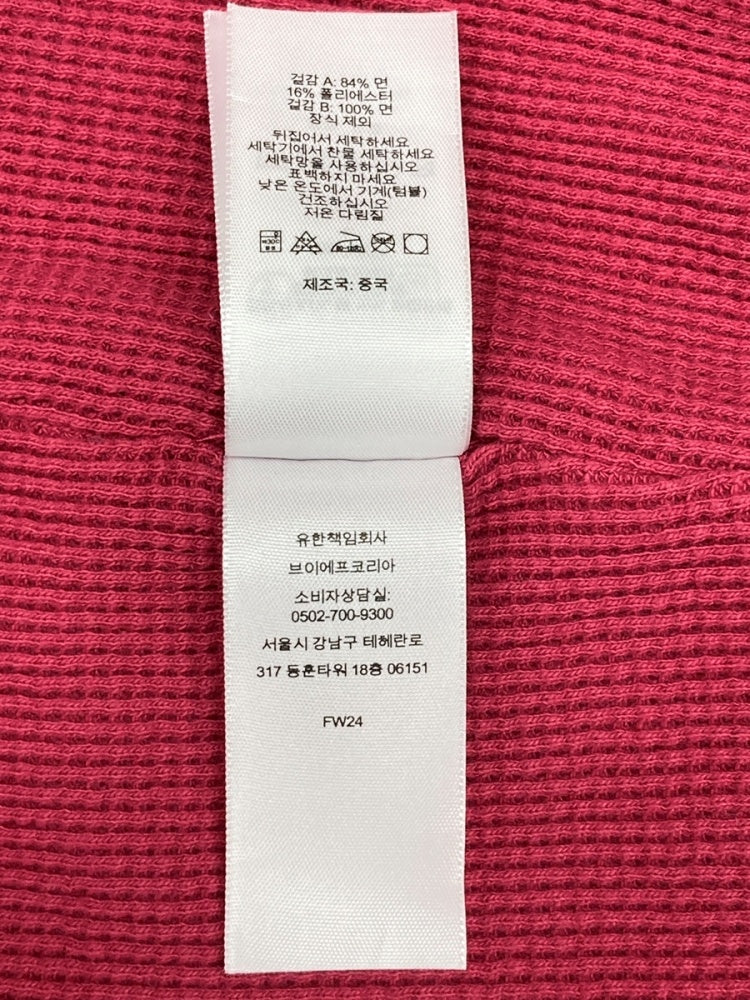 겉감 A: 84% 면
16% 폴리에스터
겉감 B: 100% 면
장식 제외
뒤집어서 세탁하세요
세탁기에서 찬물 세탁하세요
세탁망을 사용하십시오
표백하지 마세요
낮은 온도에서 기계(텀블)
건조하십시오
저온 다림질
제조국: 중국
유한책임회사
브이에프코리아
소비자상담실:
0502-700-9300
서울시 강남구 테헤란로
317 동훈타워 18층 06151
FW24